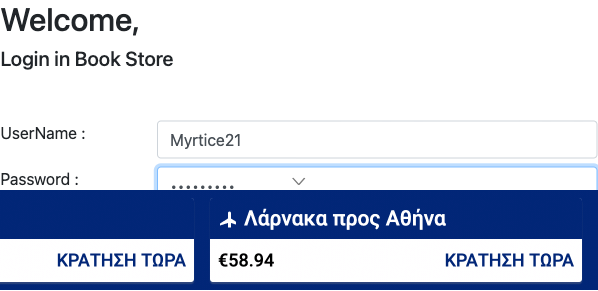 Welcome,
Login in Book Store
UserName :
Myrtice21
Password :
•••••••••
Λάρνακα προς Αθήνα
ΚΡΑΤΗΣΗ ΤΩΡΑ
€58.94 ΚΡΑΤΗΣΗ ΤΩΡΑ